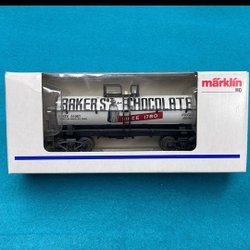 märklin
HO
BAKER'S CHOCOLATE
SINCE 1780